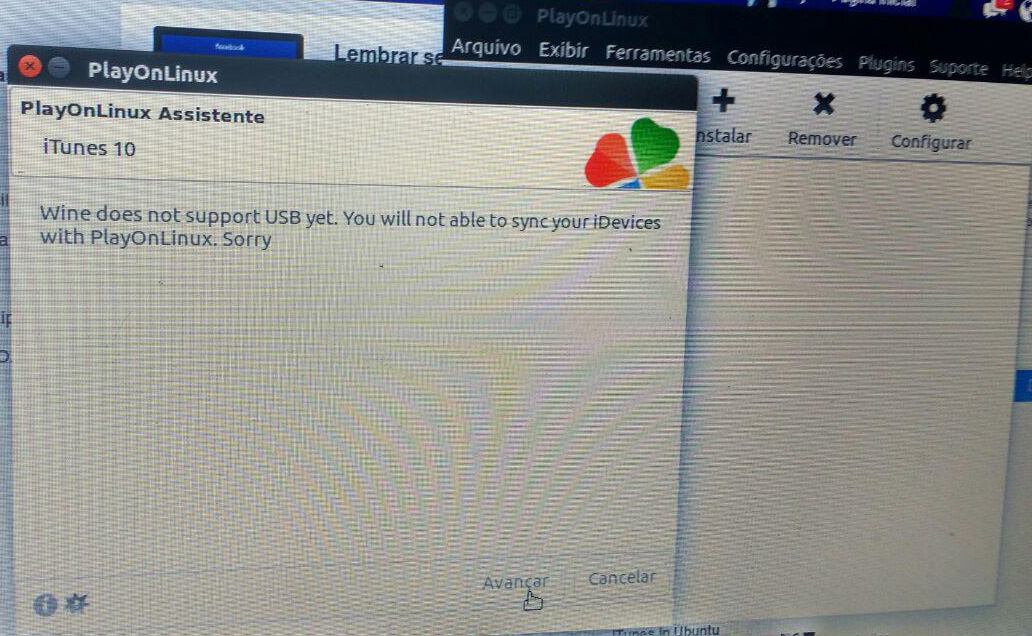 facebook
Lembrar se
PlayOnLinux
Arquivo Exibir Ferramentas Configurações Plugins Suporte Help
nstalar Remover Configurar
PlayOnLinux
PlayOnLinux Assistente
iTunes 10
Wine does not support USB yet. You will not able to sync your iDevices
with PlayOnLinux. Sorry
Avançar Cancelar
iTunes in Ubuntu